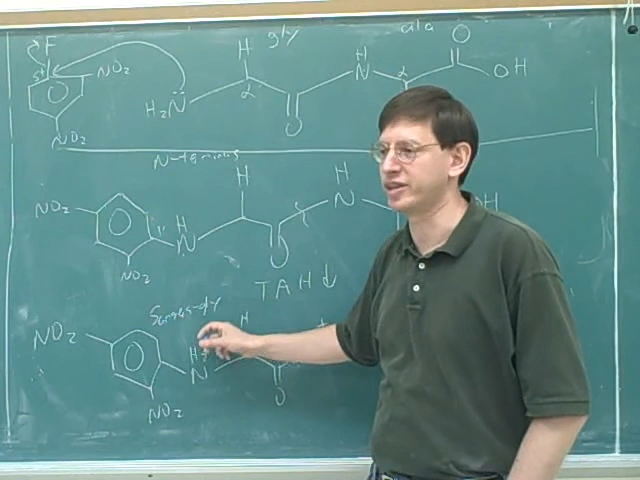 F gly ala O
NO₂ H H OH
H₂N α α
NO₂ O
N-terminus
NO₂ H H H H
N N
NO₂ O
TAH ↓
Sanger-gly
NO₂ H
H
N O
NO₂